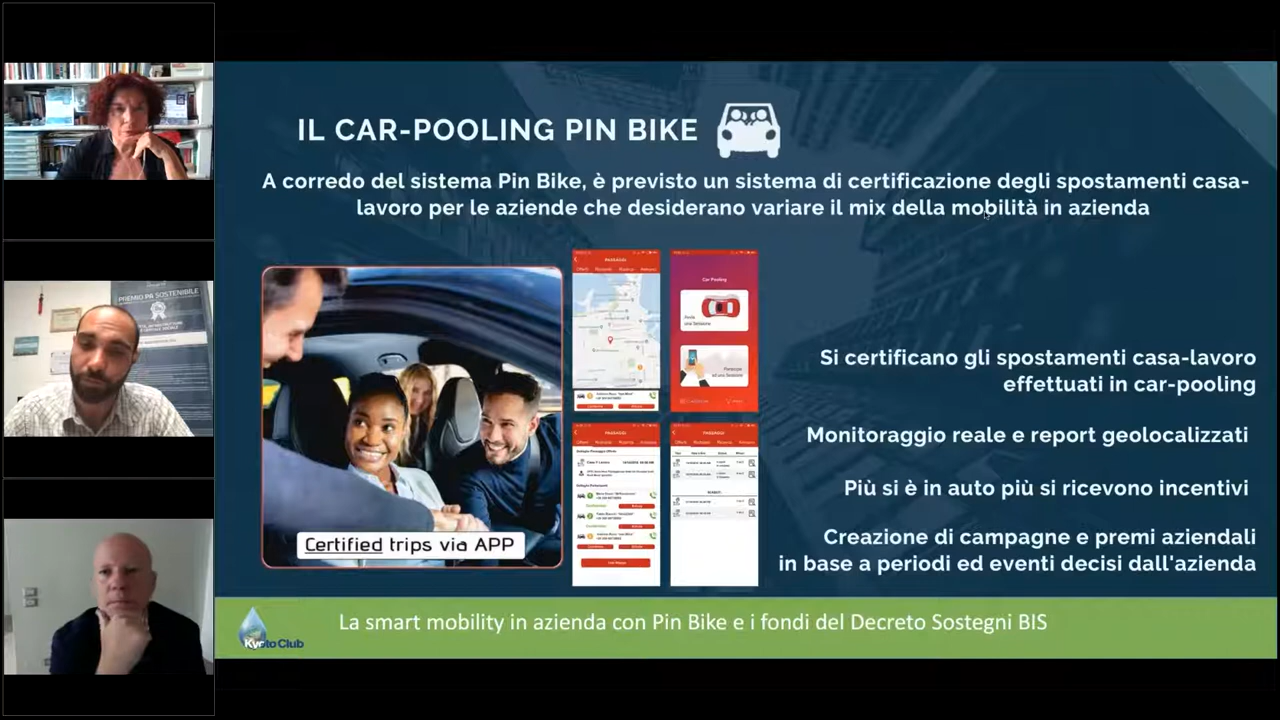 PREMIO PA SOSTENIBILE
IL CAR-POOLING PIN BIKE
A corredo del sistema Pin Bike, è previsto un sistema di certificazione degli spostamenti casa-
lavoro per le aziende che desiderano variare il mix della mobilità in azienda
PASSAGGI
Car Pooling
PASSAGGI
PASSAGGI
Certified trips via APP
Si certificano gli spostamenti casa-lavoro
effettuati in car-pooling
Monitoraggio reale e report geolocalizzati
Più si è in auto più si ricevono incentivi
Creazione di campagne e premi aziendali
in base a periodi ed eventi decisi dall'azienda
Kyoto Club
La smart mobility in azienda con Pin Bike e i fondi del Decreto Sostegni BIS